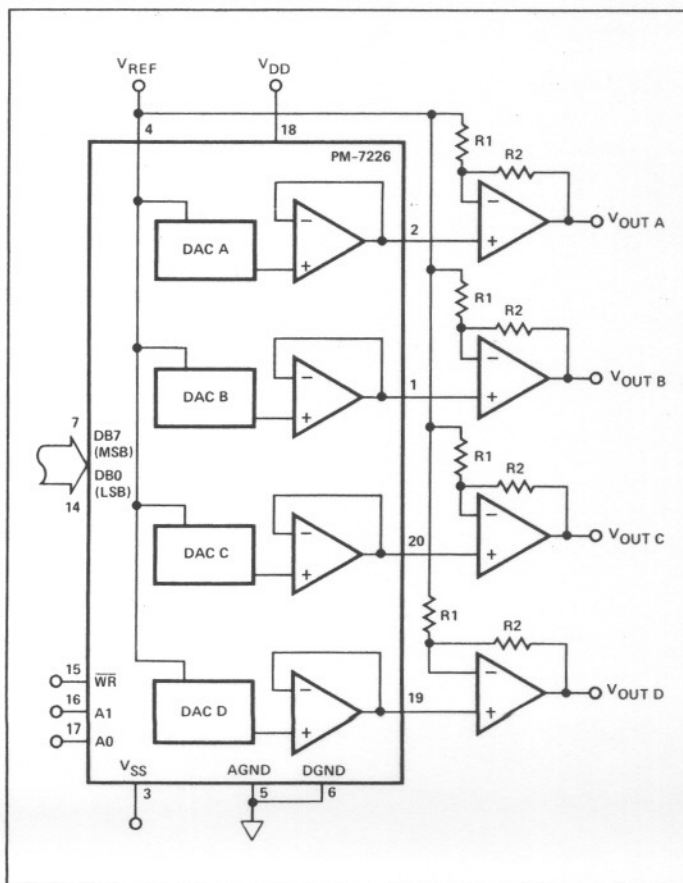 VREF
VDD
4
18
PM-7226
R1
R2
DAC A
−
+
2
−
+
VOUT A
R1
R2
DAC B
−
+
1
−
+
VOUT B
7
DB7
(MSB)
DB0
(LSB)
14
R1
R2
DAC C
−
+
20
−
+
VOUT C
R1
R2
DAC D
−
+
19
−
+
VOUT D
15
WR
16
A1
17
A0
VSS
AGND
DGND
3
5
6